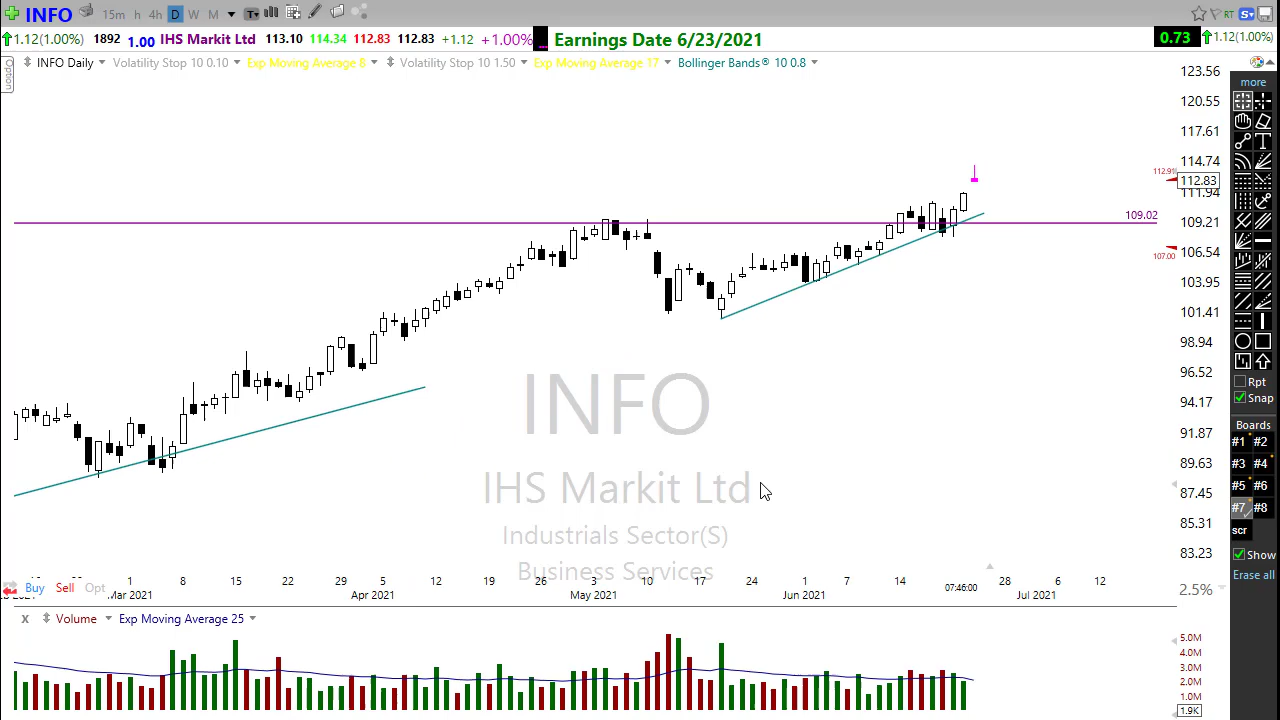 INFO 15m h 4h D W M T
1.12(1.00%) 1892 1.00 IHS Markit Ltd 113.10 114.34 112.83 112.83 +1.12 +1.00% Earnings Date 6/23/2021 0.73 1.12(1.00%)
RT S
Option
INFO Daily Volatility Stop 10 0.10 Exp Moving Average 8 Volatility Stop 10 1.50 Exp Moving Average 17 Bollinger Bands® 10 0.8
123.56
120.55
117.61
114.74
112.91
112.83
111.94
109.02
109.21
107.00
106.54
103.95
101.41
98.94
96.52
94.17
91.87
89.63
87.45
85.31
83.23
INFO
IHS Markit Ltd
Industrials Sector(S)
Business Services
1 8 15 22 29 5 12 19 26 3 10 17 24 1 7 14 07:46:00 28 6 12
Mar 2021 Apr 2021 May 2021 Jun 2021 Jul 2021
Buy Sell Opt
2.5%
X Volume Exp Moving Average 25
5.0M
4.0M
3.0M
2.0M
1.0M
1.9K
more
Rpt
Snap
Boards
#1 #2
#3 #4
#5 #6
#7 #8
scr
Show
Erase all